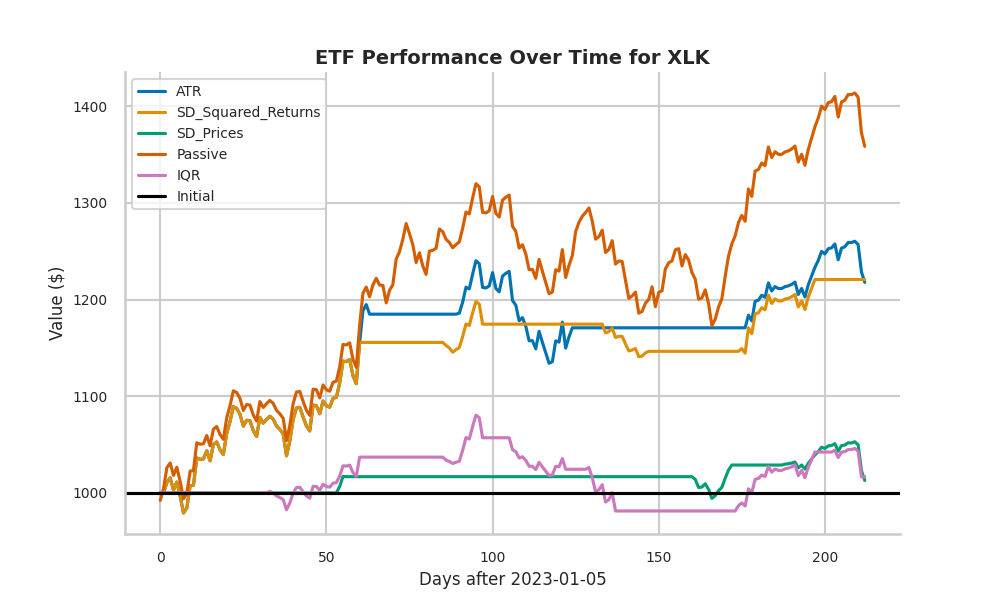 ETF Performance Over Time for XLK
ATR
SD_Squared_Returns
SD_Prices
Passive
IQR
Initial
Value ($)
1400
1300
1200
1100
1000
0 50 100 150 200
Days after 2023-01-05